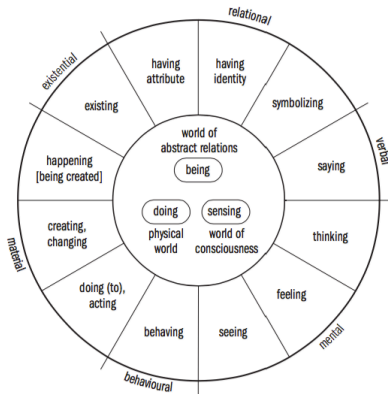 relational
having
attribute
having
identity
symbolizing
verbal
saying
thinking
mental
feeling
seeing
behavioural
behaving
doing (to),
acting
material
creating,
changing
happening
[being created]
existential
existing
world of
abstract relations
being
doing
physical
world
sensing
world of
consciousness